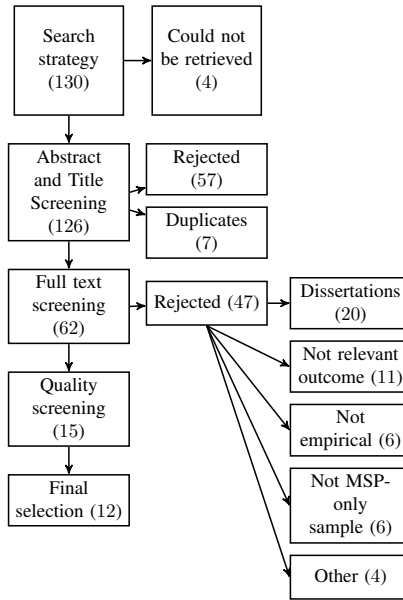 Search
strategy
(130)
Could not
be retrieved
(4)
Abstract
and Title
Screening
(126)
Rejected
(57)
Duplicates
(7)
Full text
screening
(62)
Rejected (47)
Dissertations
(20)
Not relevant
outcome (11)
Quality
screening
(15)
Not
empirical (6)
Final
selection (12)
Not MSP-
only
sample (6)
Other (4)